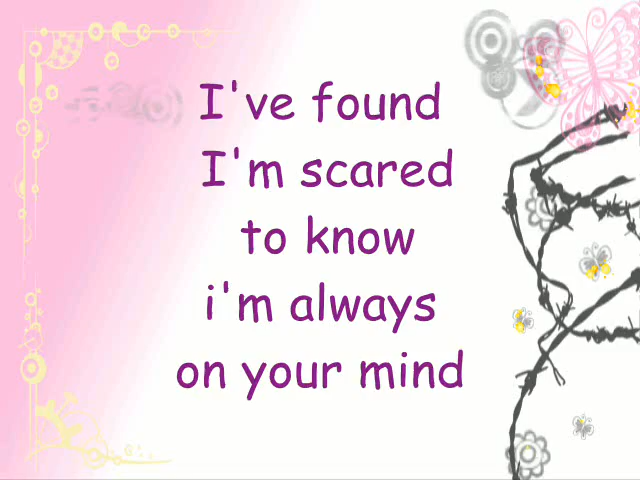 I've found
I'm scared
to know
i'm always
on your mind